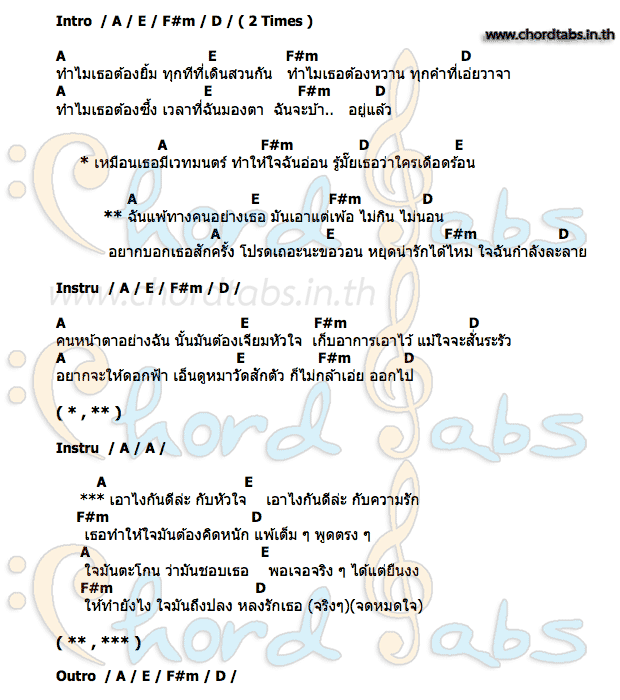 Intro / A / E / F#m / D / ( 2 Times )
www.chordtabs.in.th
A E F#m D
ทำไมเธอต้องยิ้ม ทุกทีที่เดินสวนกัน ทำไมเธอต้องหวาน ทุกคำที่เอ่ยวาจา
A E F#m D
ทำไมเธอต้องซึ้ง เวลาที่ฉันมองตา ฉันจะบ้า.. อยู่แล้ว
A F#m D E
* เหมือนเธอมีเวทมนตร์ ทำให้ใจฉันอ่อน รู้มั๊ยเธอว่าใครเดือดร้อน
A E F#m D
** ฉันแพ้ทางคนอย่างเธอ มันเอาแต่เพ้อ ไม่กิน ไม่นอน
A E F#m D
อยากบอกเธอสักครั้ง โปรดเถอะนะขอวอน หยุดน่ารักได้ไหม ใจฉันกำลังละลาย
www.chordtabs.in.th
Instru / A / E / F#m / D /
A E F#m D
คนหน้าตาอย่างฉัน นั้นมันต้องเจียมหัวใจ เก็บอาการเอาไว้ แม้ใจจะสั่นระรัว
A E F#m D
อยากจะให้ดอกฟ้า เอ็นดูหมาวัดสักตัว ก็ไม่กล้าเอ่ย ออกไป
( * , ** )
Instru / A / A /
A E
*** เอาไงกันดีล่ะ กับหัวใจ เอาไงกันดีล่ะ กับความรัก
F#m D
เธอทำให้ใจมันต้องคิดหนัก แพ้เต็ม ๆ พูดตรง ๆ
A E
ใจมันตะโกน ว่ามันชอบเธอ พอเจอจริง ๆ ได้แต่ยืนงง
F#m D
ให้ทำยังไง ใจมันถึงปลง หลงรักเธอ (จริงๆ)(จดหมดใจ)
( ** , *** )
Outro / A / E / F#m / D /
Chord Tabs
Chord Tabs
Chord Tabs